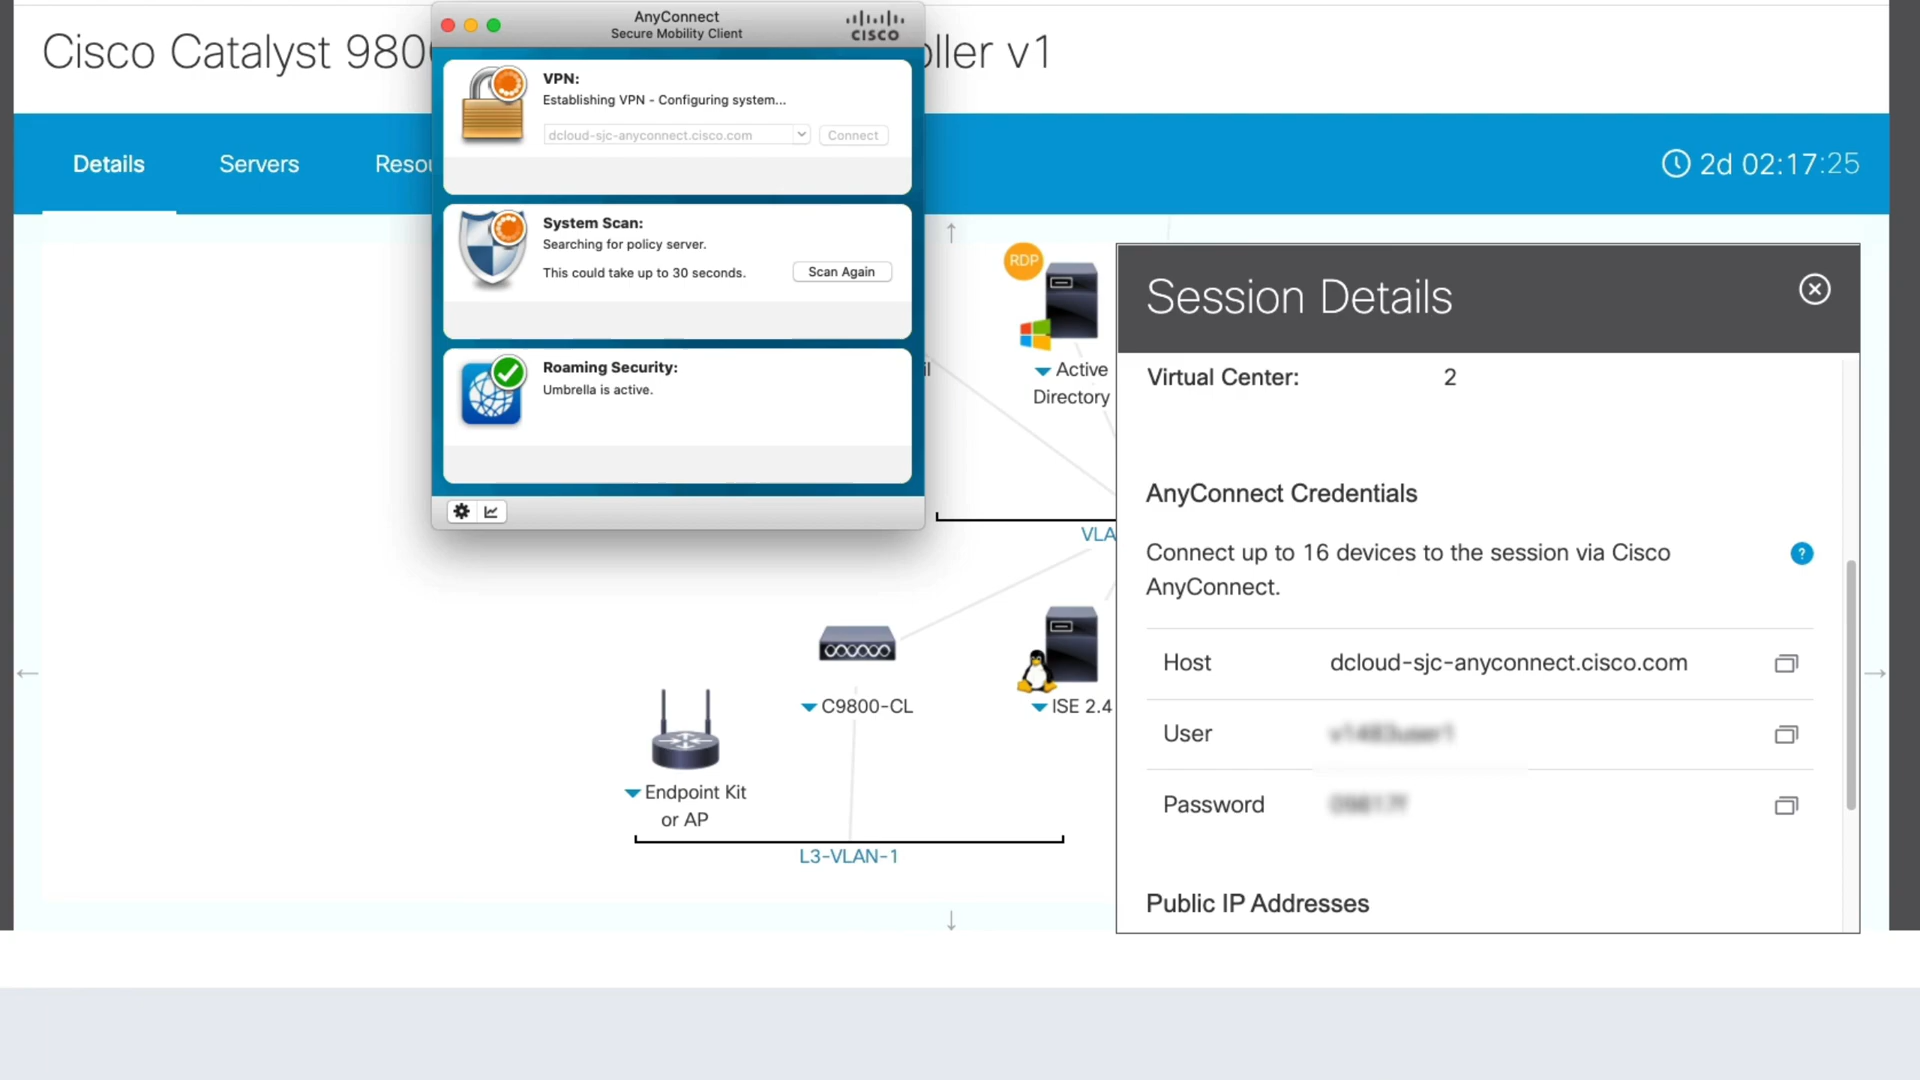 AnyConnect
Secure Mobility Client
CISCO
Cisco Catalyst 980
ller v1
VPN:
Establishing VPN - Configuring system...
dcloud-sjc-anyconnect.cisco.com
Connect
Details
Servers
Resou
2d 02:17:25
System Scan:
Searching for policy server.
This could take up to 30 seconds.
Scan Again
Roaming Security:
Umbrella is active.
RDP
Active
Directory
VLA
C9800-CL
ISE 2.4
Endpoint Kit
or AP
L3-VLAN-1
Session Details
Virtual Center:
2
AnyConnect Credentials
Connect up to 16 devices to the session via Cisco
AnyConnect.
?
Host
dcloud-sjc-anyconnect.cisco.com
User
Password
Public IP Addresses